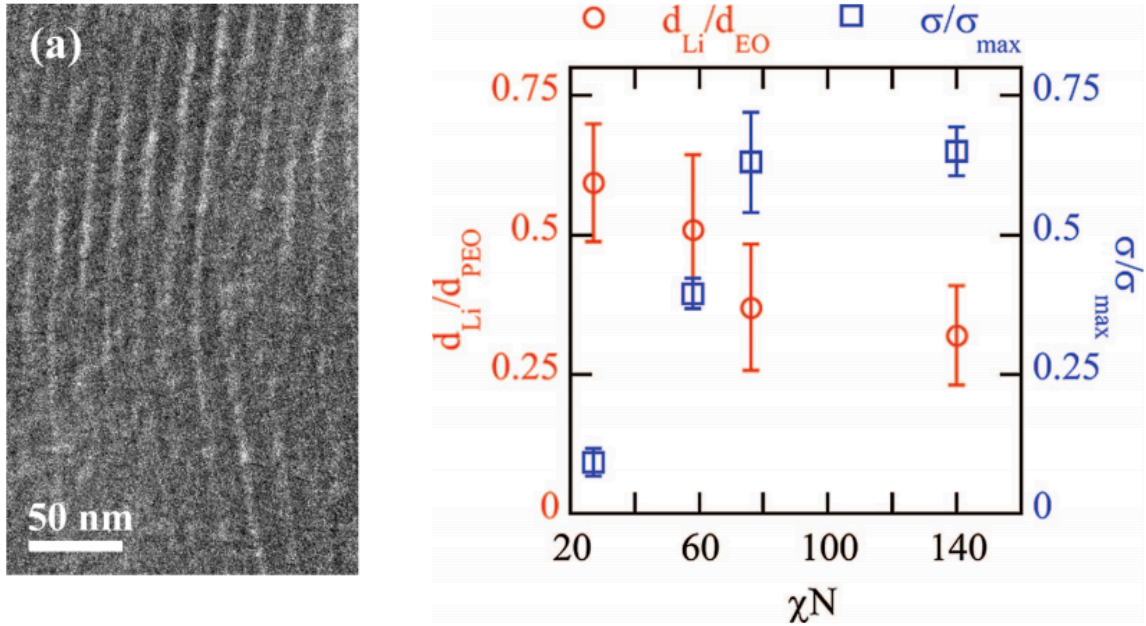 (a)
50 nm
d_Li/d_EO
σ/σ_max
0.75
0.5
0.25
0
d_Li/d_PEO
0.75
0.5
0.25
0
σ/σ_max
20 60 100 140
χN